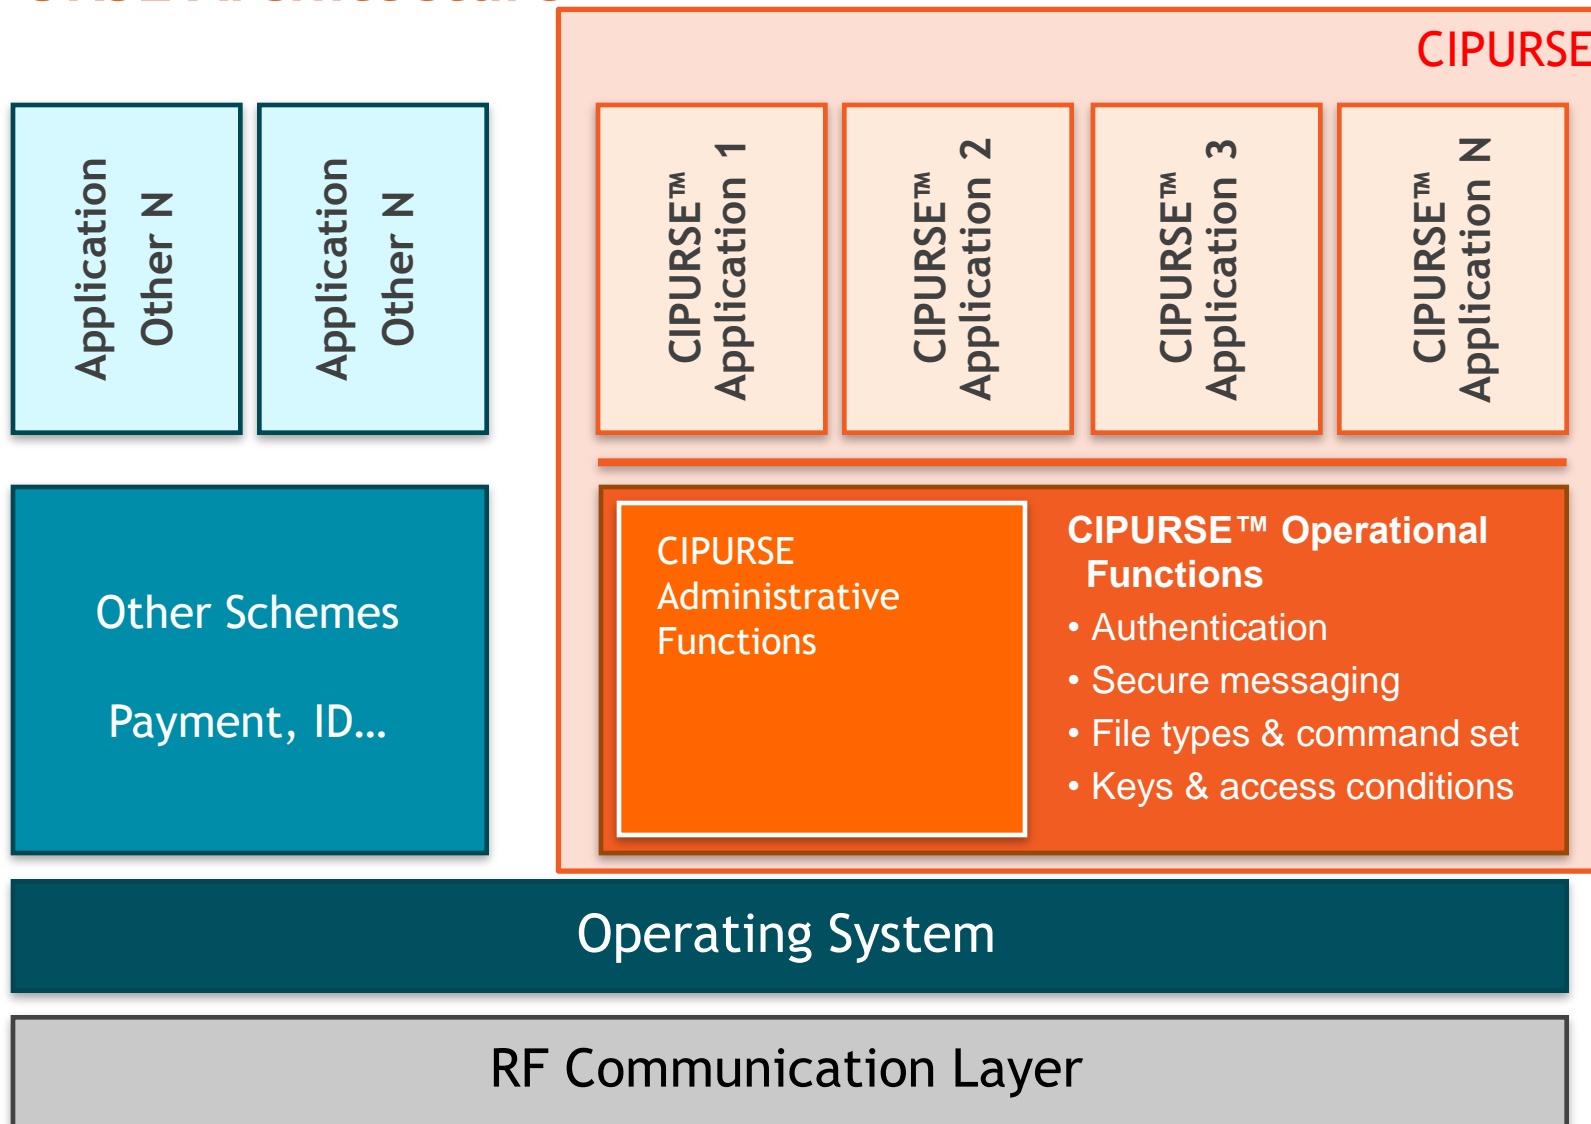 CIPURSE
Application
Other N
Application
Other N
CIPURSE™
Application 1
CIPURSE™
Application 2
CIPURSE™
Application 3
CIPURSE™
Application N
Other Schemes
Payment, ID...
CIPURSE
Administrative
Functions
CIPURSE™ Operational
Functions
• Authentication
• Secure messaging
• File types & command set
• Keys & access conditions
Operating System
RF Communication Layer